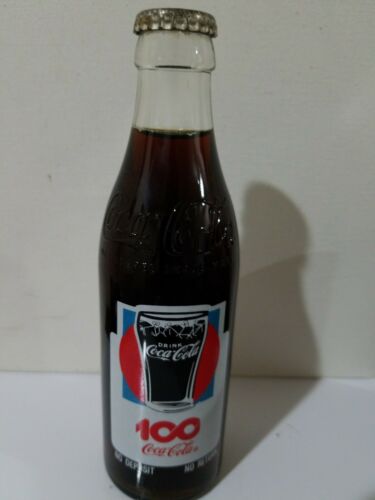 Coca-Cola
DRINK
Coca-Cola
100
Coca-Cola
NO DEPOSIT NO RETURN